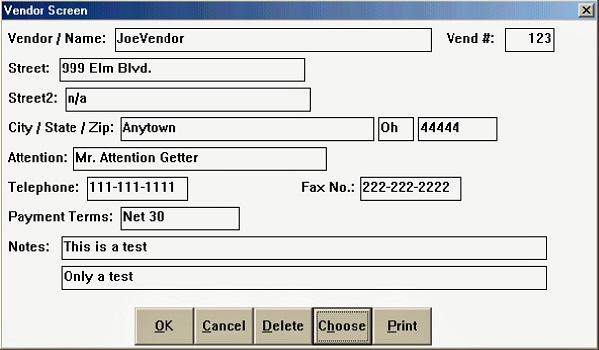 Vendor Screen
Vendor / Name: JoeVendor Vend #: 123
Street: 999 Elm Blvd.
Street2: n/a
City / State / Zip: Anytown Oh 44444
Attention: Mr. Attention Getter
Telephone: 111-111-1111 Fax No.: 222-222-2222
Payment Terms: Net 30
Notes: This is a test
Only a test
OK Cancel Delete Choose Print